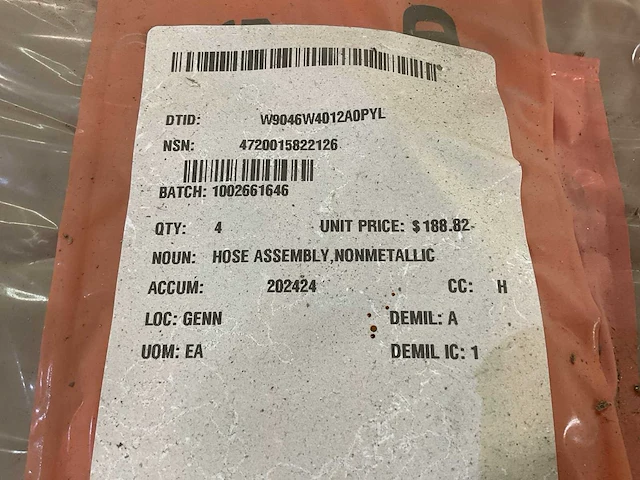 DTID: W9046W4012A0PYL
NSN: 4720015822126
BATCH: 1002661646
QTY: 4 UNIT PRICE: $188.82
NOUN: HOSE ASSEMBLY,NONMETALLIC
ACCUM: 202424 CC: H
LOC: GENN DEMIL: A
UOM: EA DEMIL IC: 1